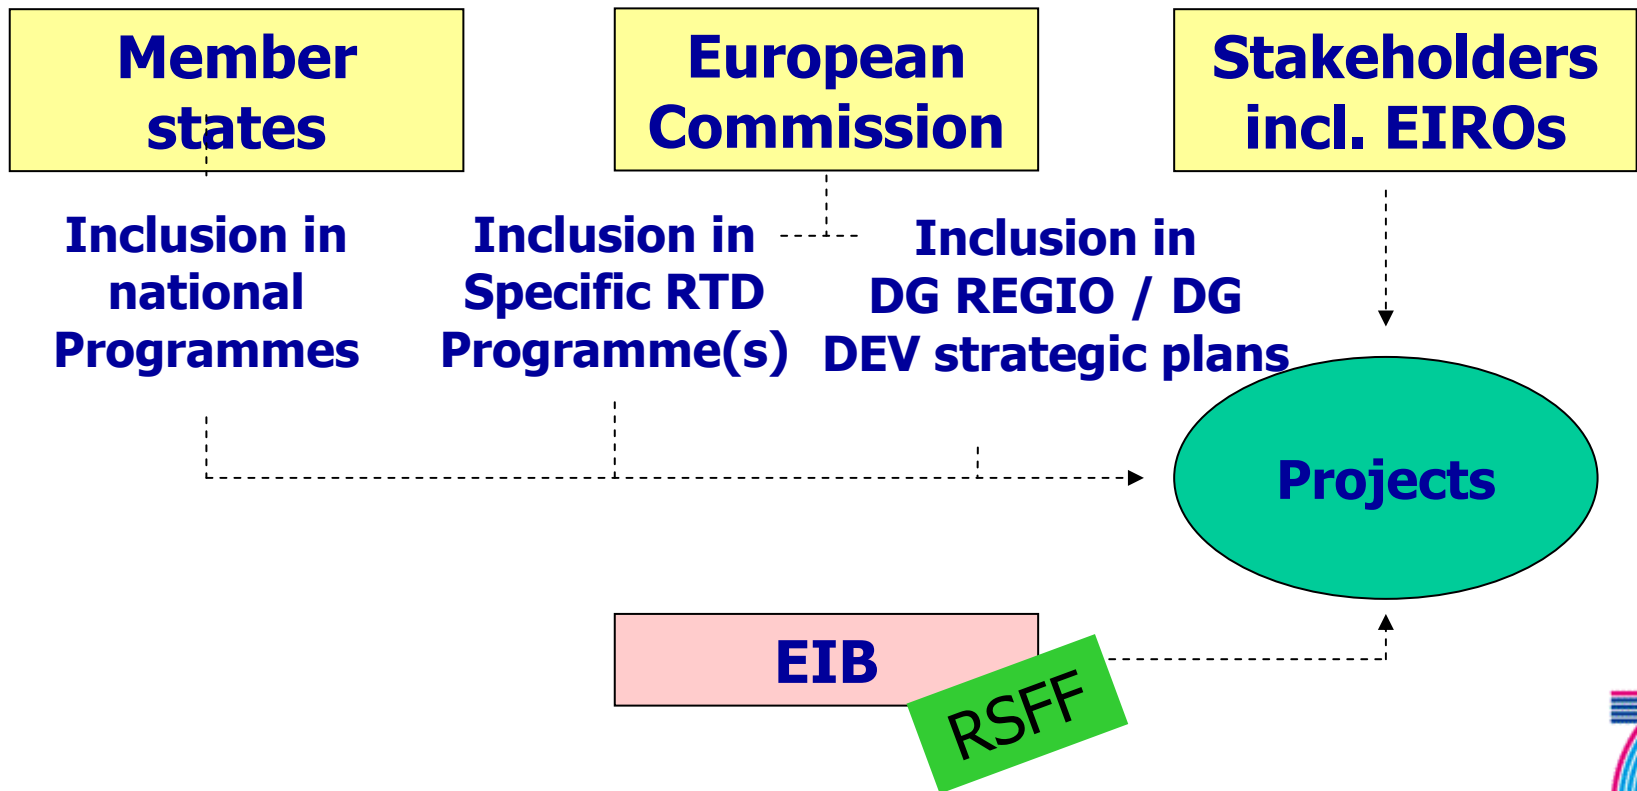 Member
states
European
Commission
Stakeholders
incl. EIROs
Inclusion in
national
Programmes
Inclusion in
Specific RTD
Programme(s)
Inclusion in
DG REGIO / DG
DEV strategic plans
Projects
EIB
RSFF